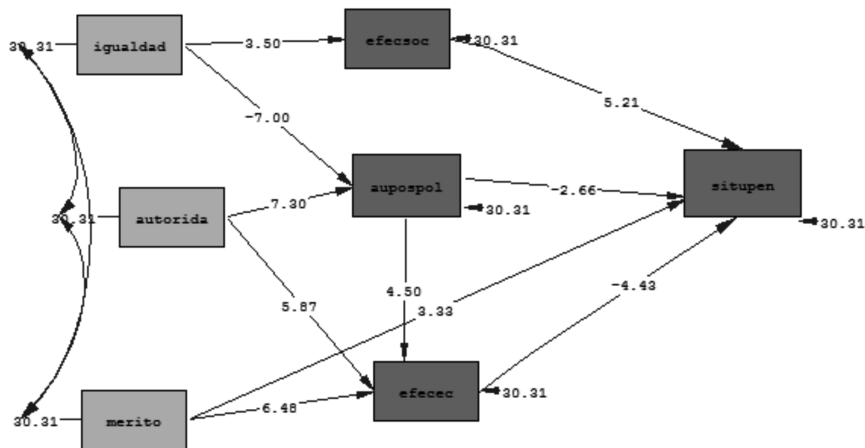 30.31
igualdad
3.50
efecsoc
30.31
5.21
-7.00
aupospol
-2.66
situpen
30.31
autorida
7.30
30.31
30.31
5.87
4.50
3.33
-4.43
30.31
merito
6.48
efecec
30.31